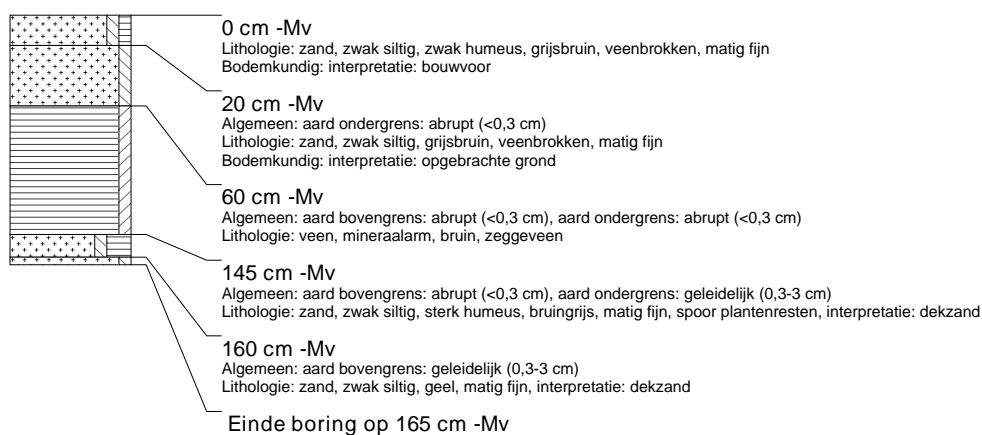 0 cm -Mv
Lithologie: zand, zwak siltig, zwak humeus, grijsbruin, veenbrokken, matig fijn
Bodemkundig: interpretatie: bouwvoor
20 cm -Mv
Algemeen: aard ondergrens: abrupt (<0,3 cm)
Lithologie: zand, zwak siltig, grijsbruin, veenbrokken, matig fijn
Bodemkundig: interpretatie: opgebrachte grond
60 cm -Mv
Algemeen: aard bovengrens: abrupt (<0,3 cm), aard ondergrens: abrupt (<0,3 cm)
Lithologie: veen, mineraalarm, bruin, zeggeveen
145 cm -Mv
Algemeen: aard bovengrens: abrupt (<0,3 cm), aard ondergrens: geleidelijk (0,3-3 cm)
Lithologie: zand, zwak siltig, sterk humeus, bruingrijs, matig fijn, spoor plantenresten, interpretatie: dekzand
160 cm -Mv
Algemeen: aard bovengrens: geleidelijk (0,3-3 cm)
Lithologie: zand, zwak siltig, geel, matig fijn, interpretatie: dekzand
Einde boring op 165 cm -Mv